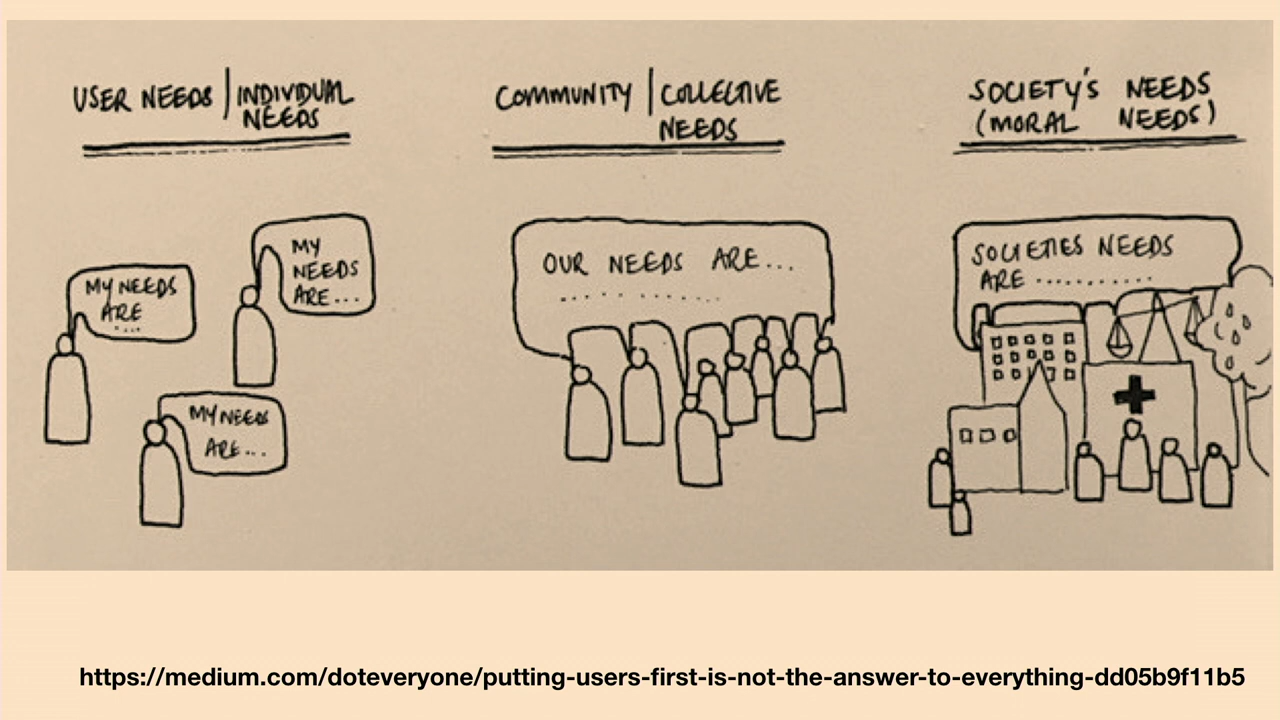 USER NEEDS | INDIVIDUAL
NEEDS
MY NEEDS
ARE
....
MY
NEEDS
ARE...
MY NEEDS
ARE...
COMMUNITY | COLLECTIVE
NEEDS
OUR NEEDS ARE...
..........
SOCIETY'S NEEDS
(MORAL NEEDS)
SOCIETIES NEEDS
ARE ...........
https://medium.com/doteveryone/putting-users-first-is-not-the-answer-to-everything-dd05b9f11b5